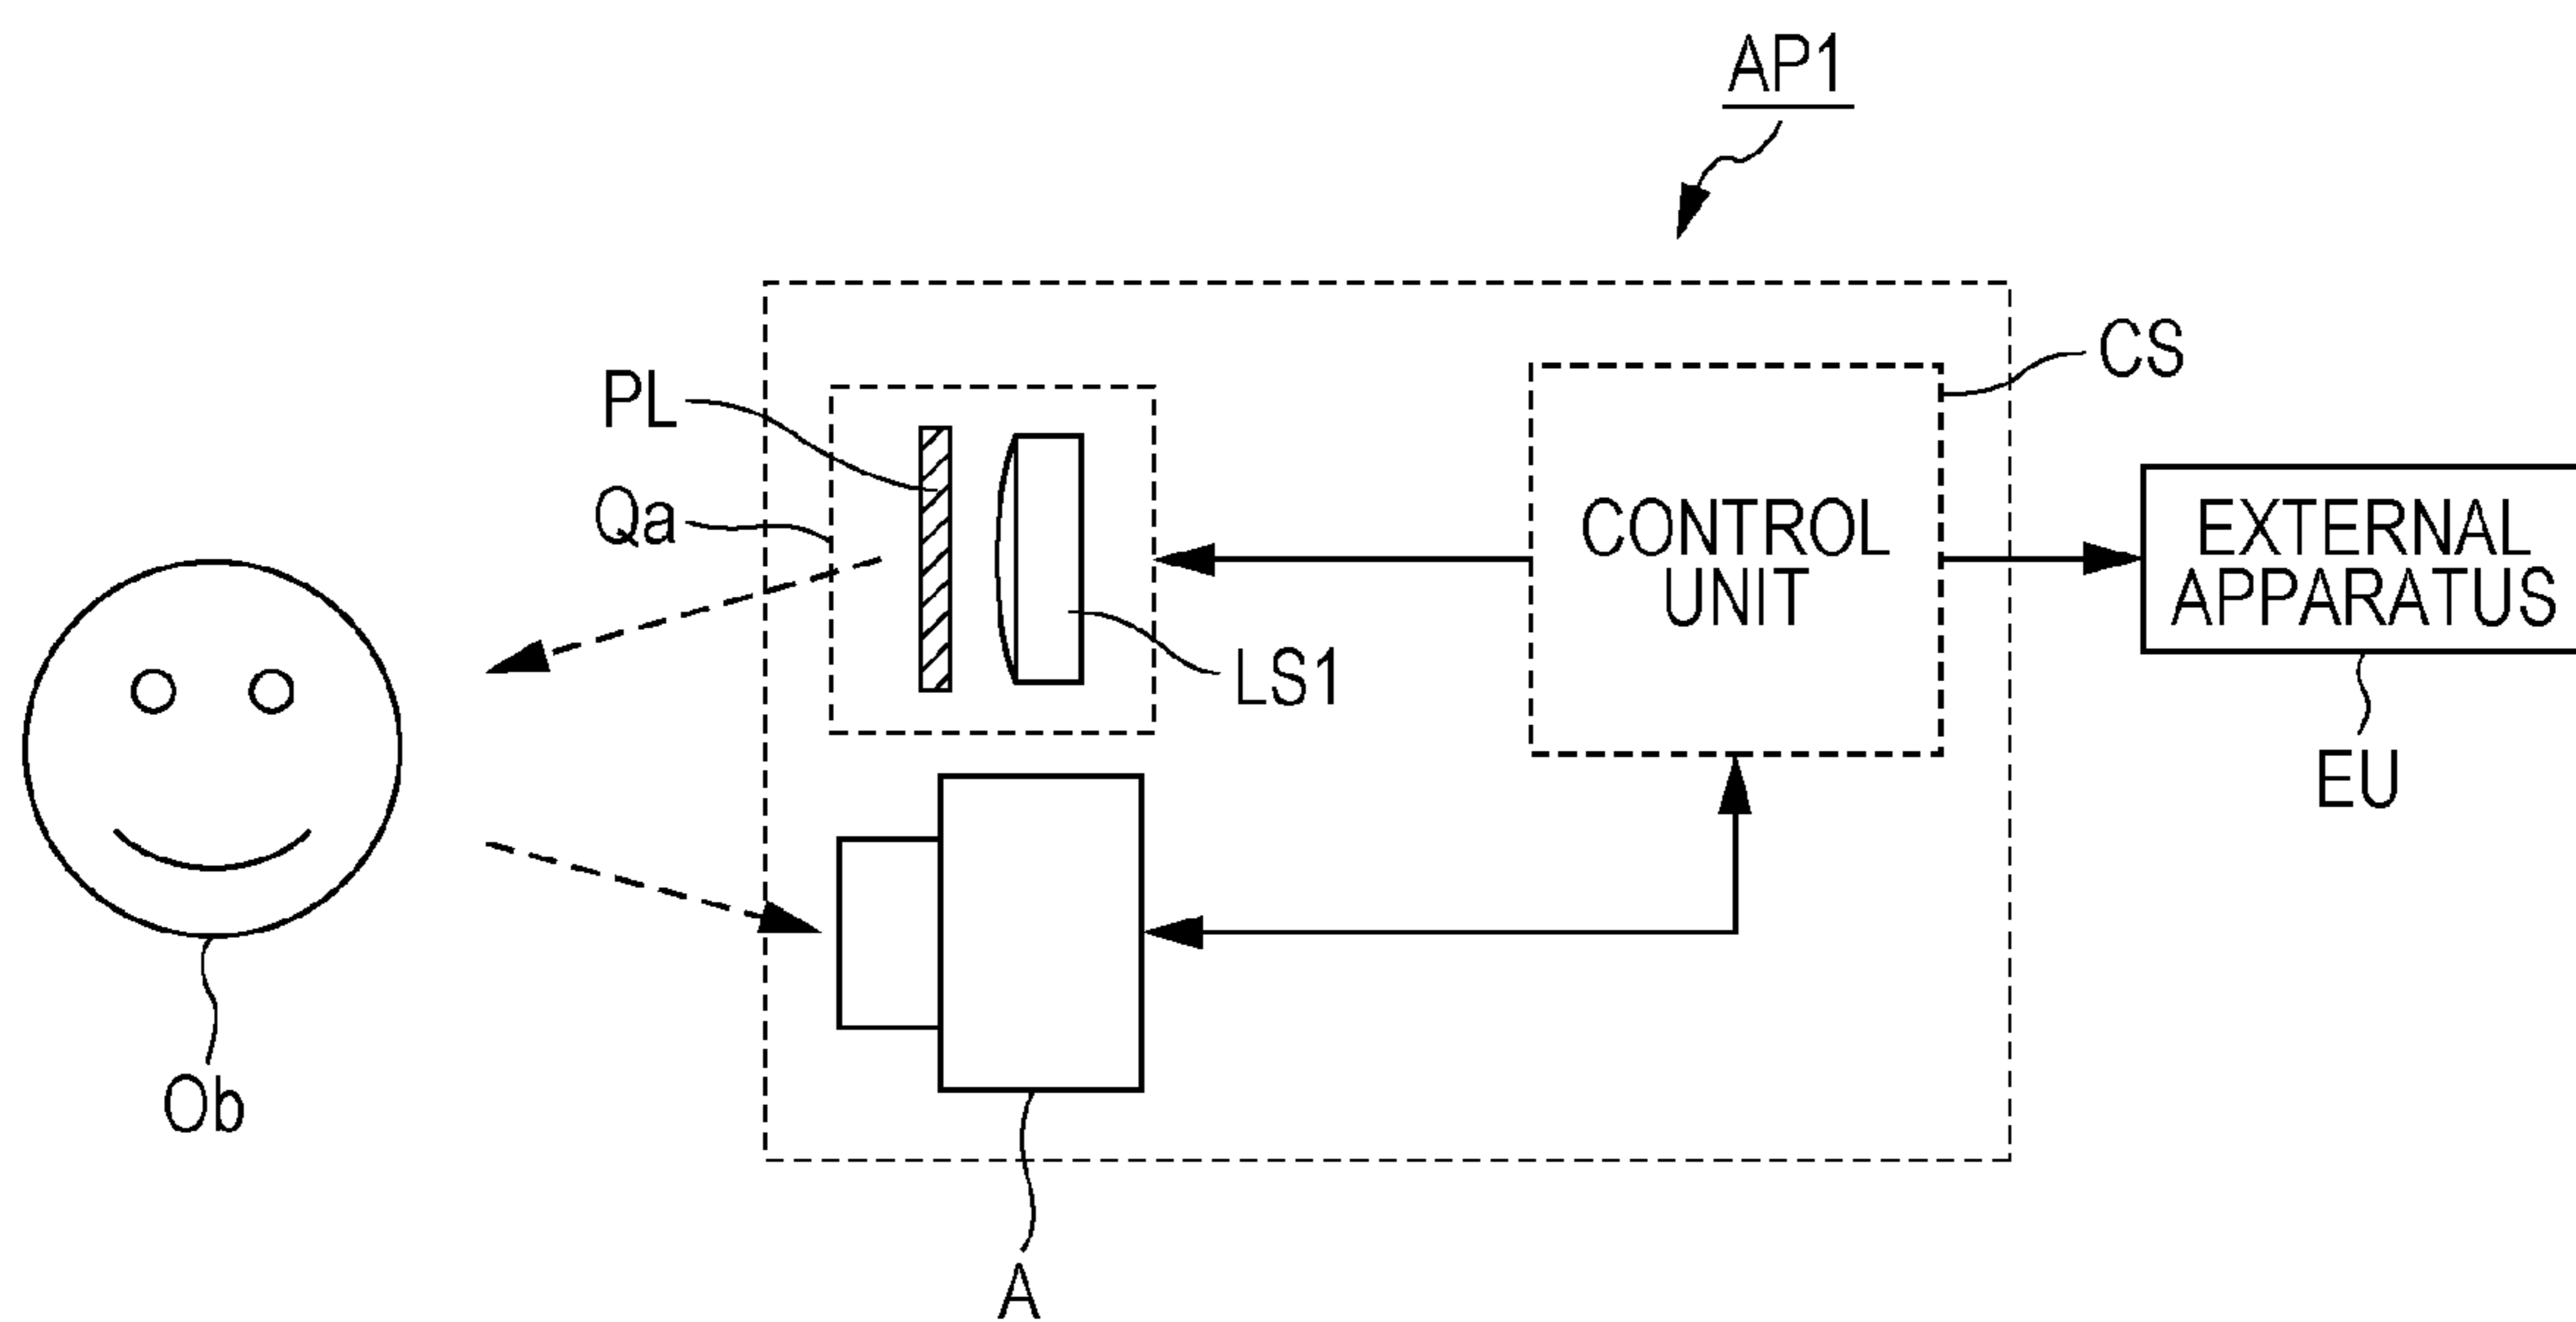 AP1
CS
PL
Qa
CONTROL
UNIT
EXTERNAL
APPARATUS
LS1
EU
Ob
A